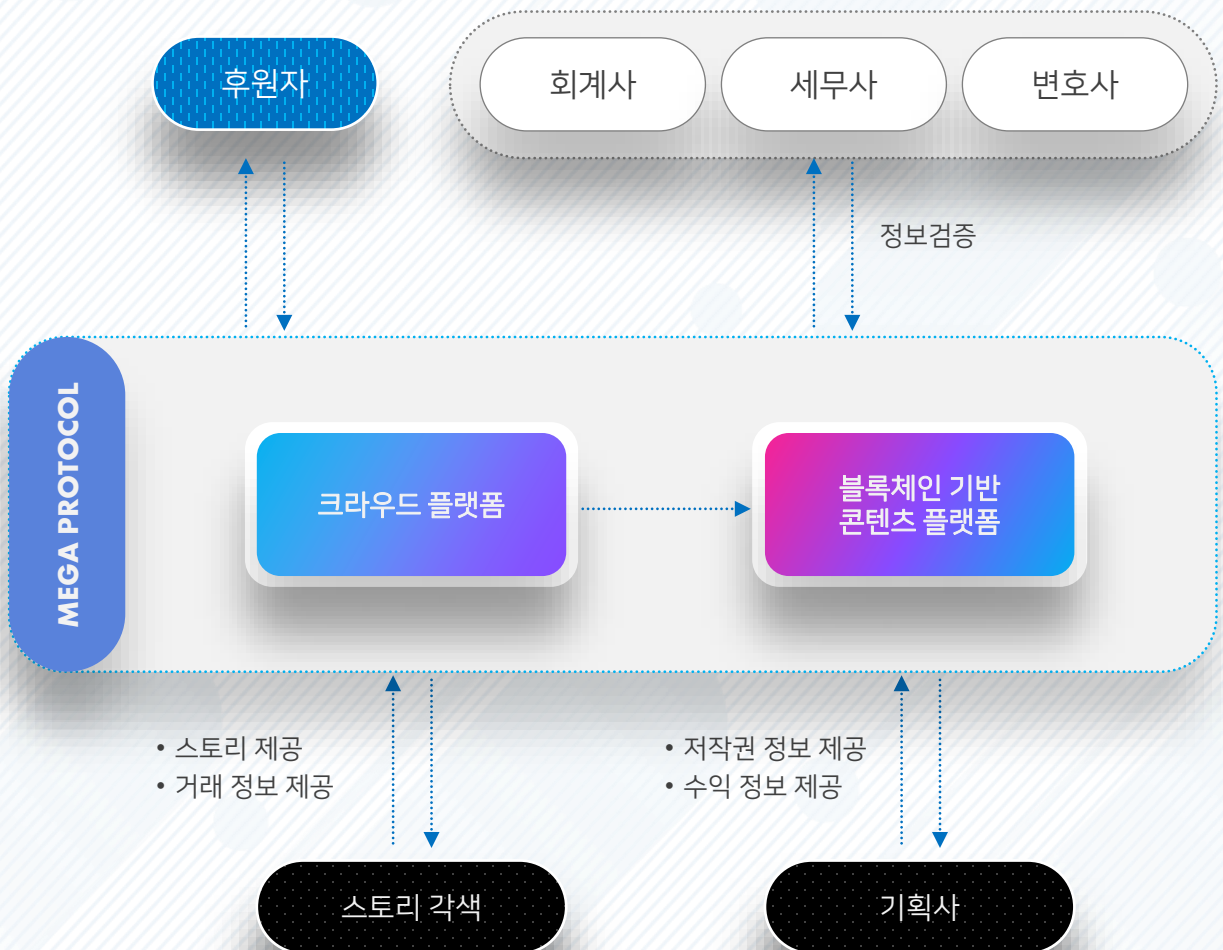 후원자
회계사
세무사
변호사
정보검증
MEGA PROTOCOL
크라우드 플랫폼
블록체인 기반
콘텐츠 플랫폼
• 스토리 제공
• 거래 정보 제공
• 저작권 정보 제공
• 수익 정보 제공
스토리 각색
기획사